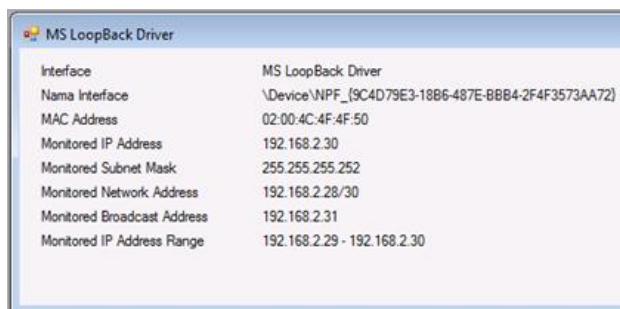 MS LoopBack Driver
Interface MS LoopBack Driver
Nama Interface \Device\NPF_{9C4D79E3-18B6-487E-BBB4-2F4F3573AA72}
MAC Address 02:00:4C:4F:4F:50
Monitored IP Address 192.168.2.30
Monitored Subnet Mask 255.255.255.252
Monitored Network Address 192.168.2.28/30
Monitored Broadcast Address 192.168.2.31
Monitored IP Address Range 192.168.2.29 - 192.168.2.30